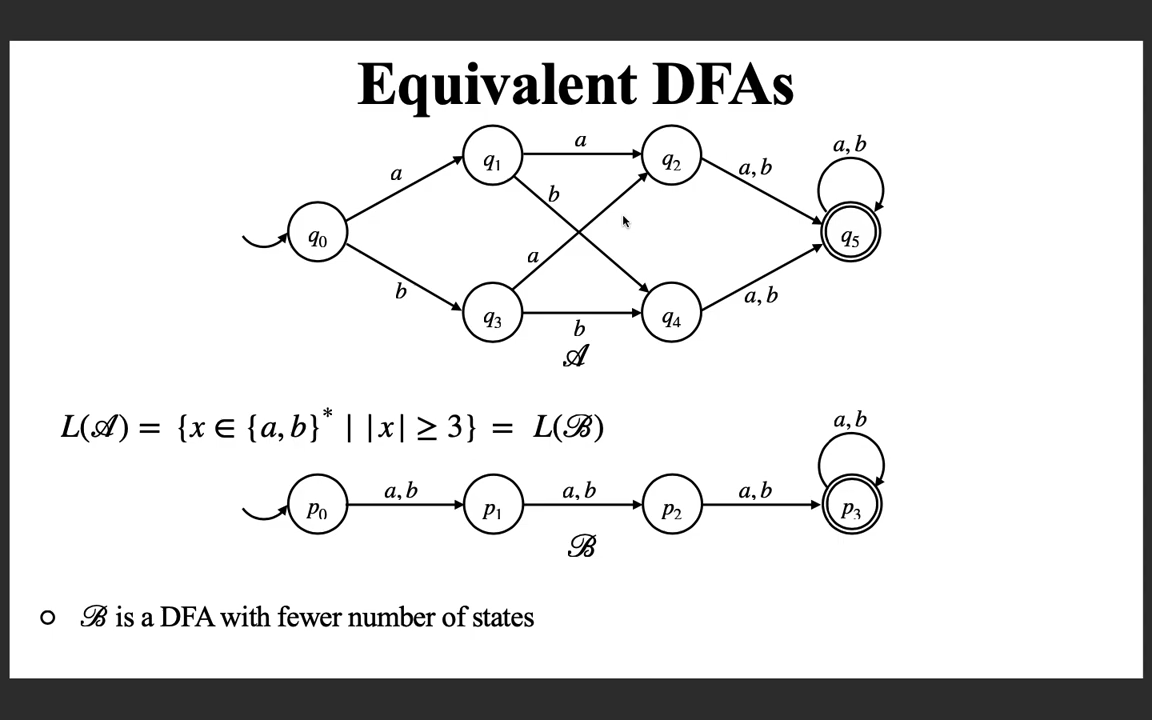 Equivalent DFAs
a
a, b
q₁
q₂
a
b
a, b
q₀
q₅
a
b
a, b
q₃
q₄
b
𝒜
L(𝒜) = {x ∈ {a, b}* | |x| ≥ 3} = L(ℬ)
a, b
a, b
a, b
a, b
p₀
p₁
p₂
p₃
ℬ
○ ℬ is a DFA with fewer number of states